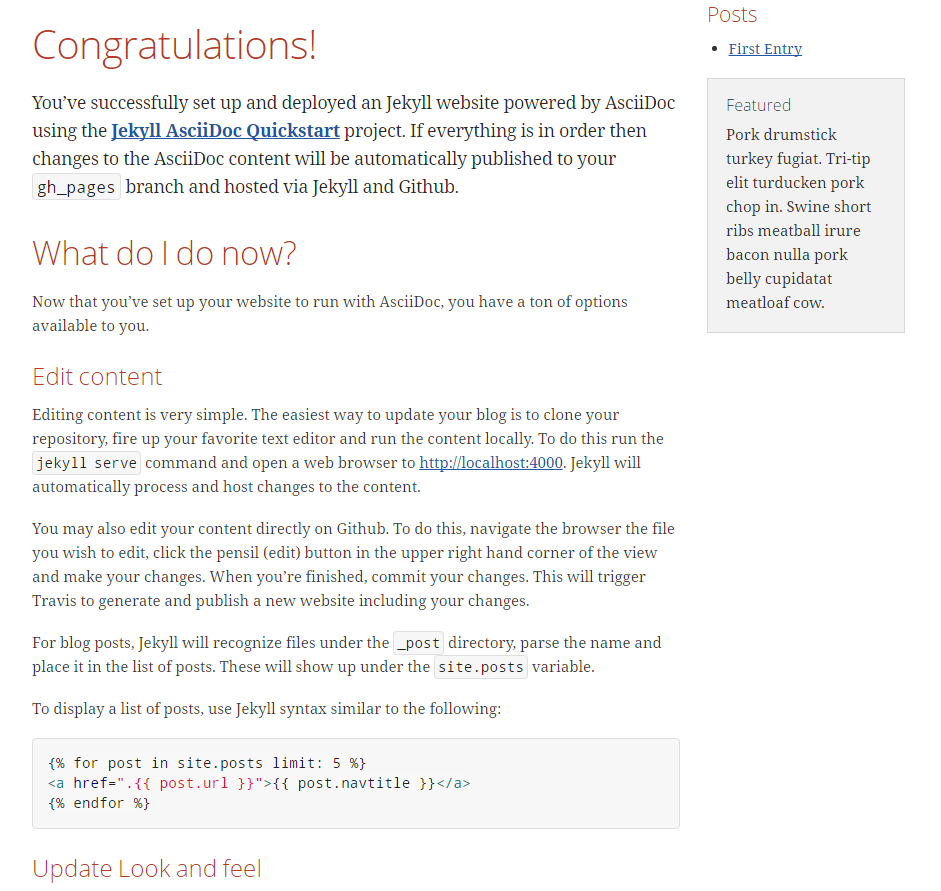 Congratulations!
You’ve successfully set up and deployed an Jekyll website powered by AsciiDoc
using the Jekyll AsciiDoc Quickstart project. If everything is in order then
changes to the AsciiDoc content will be automatically published to your
gh_pages branch and hosted via Jekyll and Github.
What do I do now?
Now that you’ve set up your website to run with AsciiDoc, you have a ton of options
available to you.
Edit content
Editing content is very simple. The easiest way to update your blog is to clone your
repository, fire up your favorite text editor and run the content locally. To do this run the
jekyll serve command and open a web browser to http://localhost:4000. Jekyll will
automatically process and host changes to the content.
You may also edit your content directly on Github. To do this, navigate the browser the file
you wish to edit, click the pensil (edit) button in the upper right hand corner of the view
and make your changes. When you’re finished, commit your changes. This will trigger
Travis to generate and publish a new website including your changes.
For blog posts, Jekyll will recognize files under the _post directory, parse the name and
place it in the list of posts. These will show up under the site.posts variable.
To display a list of posts, use Jekyll syntax similar to the following:
{% for post in site.posts limit: 5 %}
<a href=".{{ post.url }}">{{ post.navtitle }}</a>
{% endfor %}
Update Look and feel
Posts
• First Entry
Featured
Pork drumstick
turkey fugiat. Tri-tip
elit turducken pork
chop in. Swine short
ribs meatball irure
bacon nulla pork
belly cupidatat
meatloaf cow.